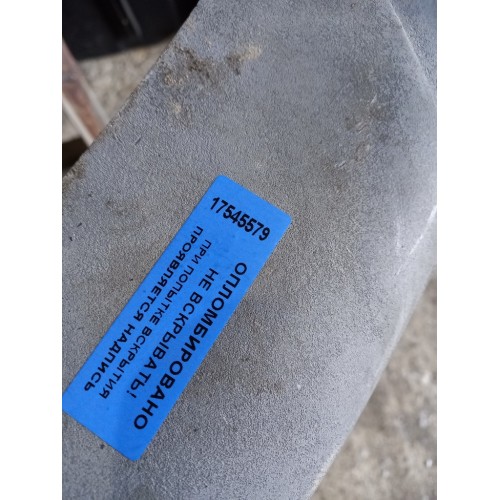 17545579
ОПЛОМБИРОВАНО
НЕ ВСКРЫВАТЬ!
ПРИ ПОПЫТКЕ ВСКРЫТИЯ
ПРОЯВЛЯЕТСЯ НАДПИСЬ